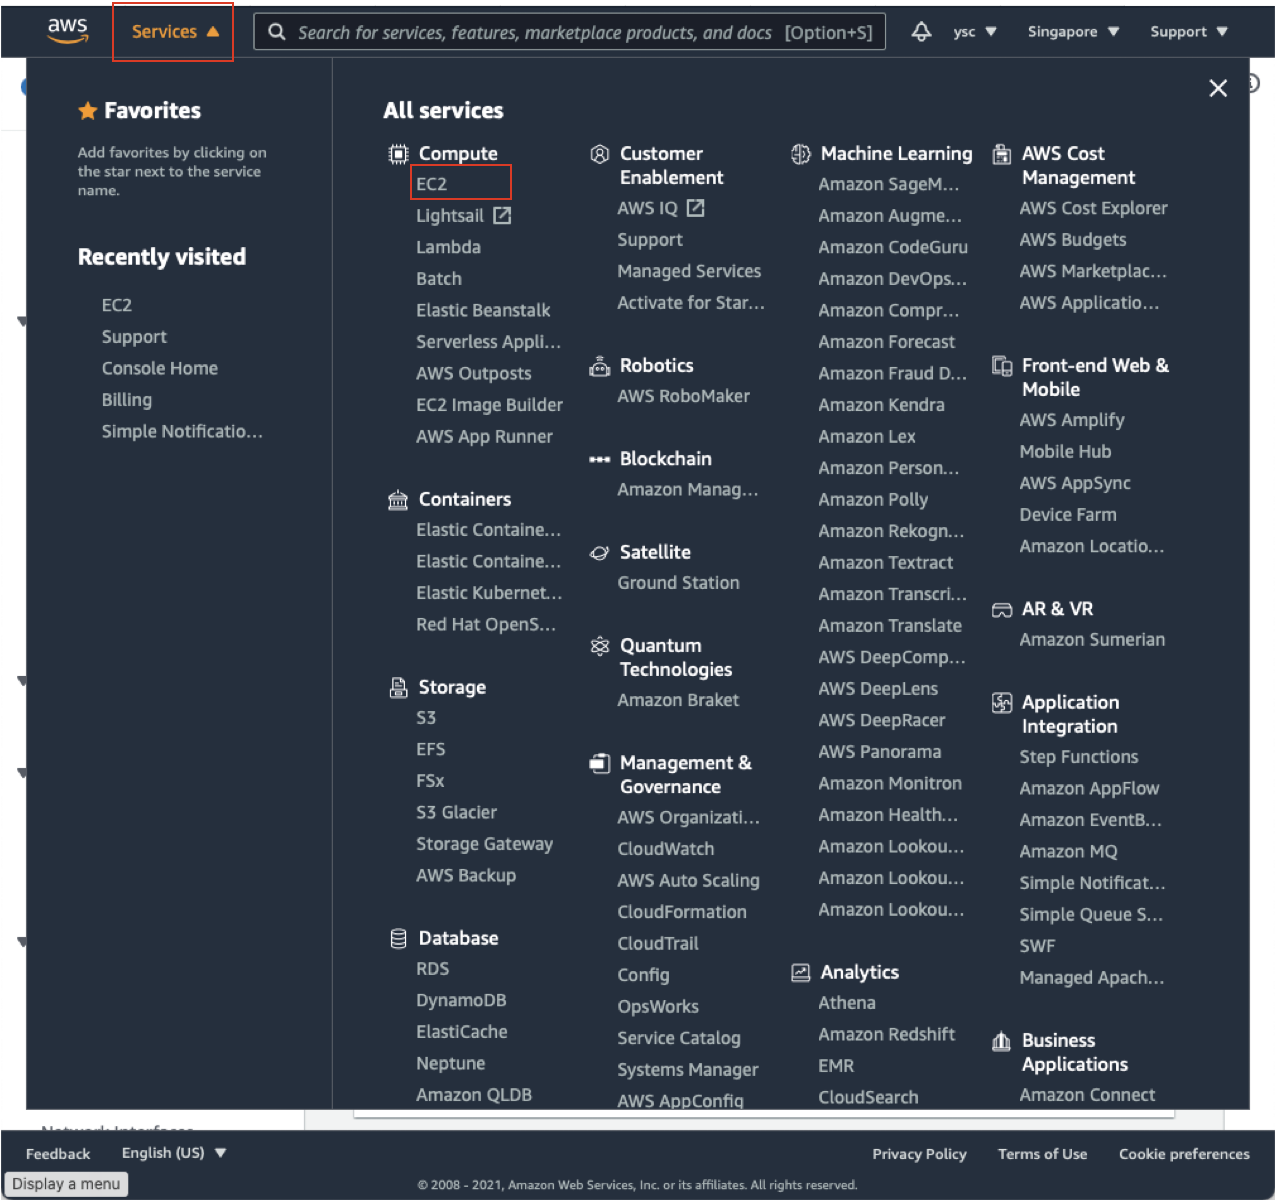 aws
Services ▲
Search for services, features, marketplace products, and docs [Option+S]
ysc ▼
Singapore ▼
Support ▼
Favorites
Add favorites by clicking on
the star next to the service
name.
Recently visited
EC2
Support
Console Home
Billing
Simple Notificatio...
All services
Compute
EC2
Lightsail
Lambda
Batch
Elastic Beanstalk
Serverless Appli...
AWS Outposts
EC2 Image Builder
AWS App Runner
Containers
Elastic Containe...
Elastic Containe...
Elastic Kubernet...
Red Hat OpenS...
Storage
S3
EFS
FSx
S3 Glacier
Storage Gateway
AWS Backup
Database
RDS
DynamoDB
ElastiCache
Neptune
Amazon QLDB
Customer
Enablement
AWS IQ
Support
Managed Services
Activate for Star...
Robotics
AWS RoboMaker
Blockchain
Amazon Manag...
Satellite
Ground Station
Quantum
Technologies
Amazon Braket
Management &
Governance
AWS Organizati...
CloudWatch
AWS Auto Scaling
CloudFormation
CloudTrail
Config
OpsWorks
Service Catalog
Systems Manager
AWS AppConfig
Machine Learning
Amazon SageM...
Amazon Augme...
Amazon CodeGuru
Amazon DevOps...
Amazon Compr...
Amazon Forecast
Amazon Fraud D...
Amazon Kendra
Amazon Lex
Amazon Person...
Amazon Polly
Amazon Rekogn...
Amazon Textract
Amazon Transcri...
Amazon Translate
AWS DeepComp...
AWS DeepLens
AWS DeepRacer
AWS Panorama
Amazon Monitron
Amazon Health...
Amazon Lookou...
Amazon Lookou...
Amazon Lookou...
Analytics
Athena
Amazon Redshift
EMR
CloudSearch
AWS Cost
Management
AWS Cost Explorer
AWS Budgets
AWS Marketplac...
AWS Applicatio...
Front-end Web &
Mobile
AWS Amplify
Mobile Hub
AWS AppSync
Device Farm
Amazon Locatio...
AR & VR
Amazon Sumerian
Application
Integration
Step Functions
Amazon AppFlow
Amazon EventB...
Amazon MQ
Simple Notificat...
Simple Queue S...
SWF
Managed Apach...
Business
Applications
Amazon Connect
Network Interfaces
Feedback
English (US) ▼
Privacy Policy
Terms of Use
Cookie preferences
Display a menu
© 2008 - 2021, Amazon Web Services, Inc. or its affiliates. All rights reserved.